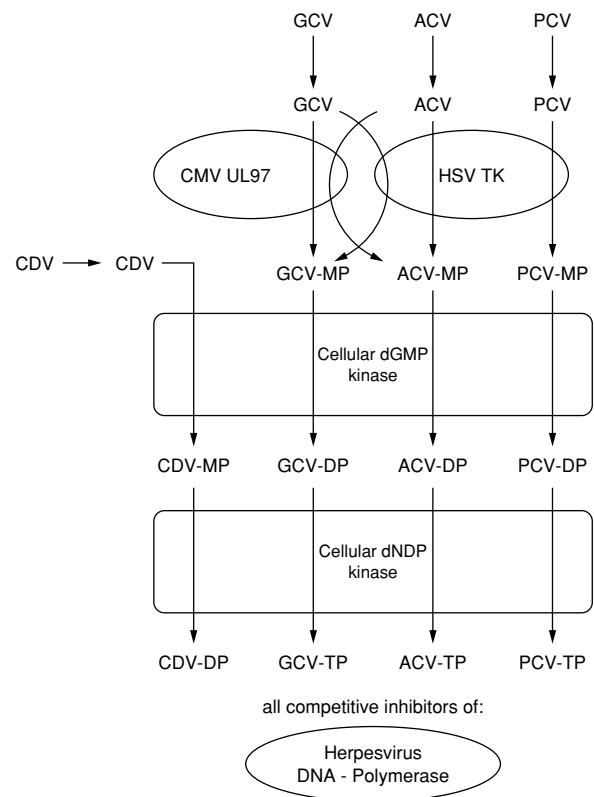 GCV ACV PCV
GCV ACV PCV
CMV UL97 HSV TK
CDV CDV
GCV-MP ACV-MP PCV-MP
Cellular dGMP
kinase
CDV-MP GCV-DP ACV-DP PCV-DP
Cellular dNDP
kinase
CDV-DP GCV-TP ACV-TP PCV-TP
all competitive inhibitors of:
Herpesvirus
DNA - Polymerase